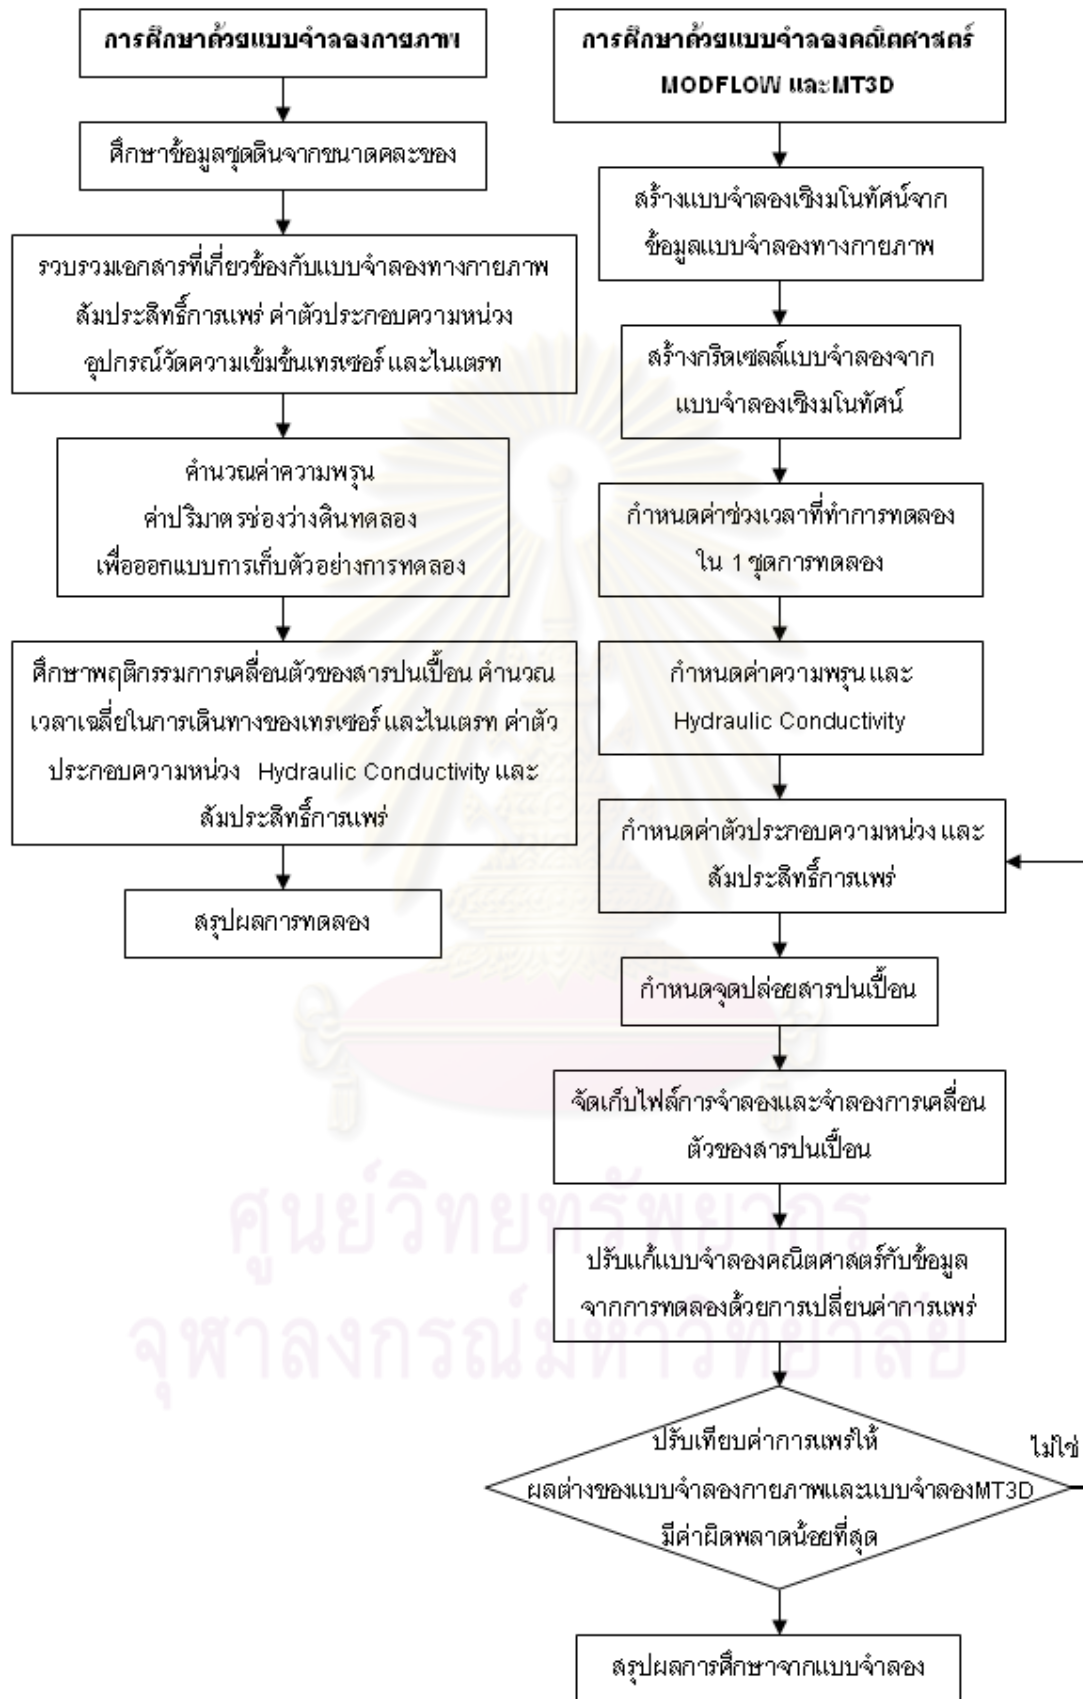 การศึกษาด้วยแบบจำลองกายภาพ
ศึกษาข้อมูลชุดดินจากขนาดคละของ
รวบรวมเอกสารที่เกี่ยวข้องกับแบบจำลองทางกายภาพ
สัมประสิทธิ์การแพร่ ค่าตัวประกอบความหน่วง
อุปกรณ์วัดความเข้มข้นเทรเซอร์ และไนเตรท
คำนวณค่าความพรุน
ค่าปริมาตรช่องว่างดินทดลอง
เพื่อออกแบบการเก็บตัวอย่างการทดลอง
ศึกษาพฤติกรรมการเคลื่อนตัวของสารปนเปื้อน คำนวณ
เวลาเฉลี่ยในการเดินทางของเทรเซอร์ และไนเตรท ค่าตัว
ประกอบความหน่วง Hydraulic Conductivity และ
สัมประสิทธิ์การแพร่
สรุปผลการทดลอง
การศึกษาด้วยแบบจำลองคณิตศาสตร์
MODFLOW และMT3D
สร้างแบบจำลองเชิงมโนทัศน์จาก
ข้อมูลแบบจำลองทางกายภาพ
สร้างกริดเซลล์แบบจำลองจาก
แบบจำลองเชิงมโนทัศน์
กำหนดค่าช่วงเวลาที่ทำการทดลอง
ใน 1 ชุดการทดลอง
กำหนดค่าความพรุน และ
Hydraulic Conductivity
กำหนดค่าตัวประกอบความหน่วง และ
สัมประสิทธิ์การแพร่
กำหนดจุดปล่อยสารปนเปื้อน
จัดเก็บไฟล์การจำลองและจำลองการเคลื่อน
ตัวของสารปนเปื้อน
ปรับแก้แบบจำลองคณิตศาสตร์กับข้อมูล
จากการทดลองด้วยการเปลี่ยนค่าการแพร่
ปรับเทียบค่าการแพร่ให้
ผลต่างของแบบจำลองกายภาพและแบบจำลองMT3D
มีค่าผิดพลาดน้อยที่สุด
ไม่ใช่
สรุปผลการศึกษาจากแบบจำลอง
ศูนย์วิทยทรัพยากร
จุฬาลงกรณ์มหาวิทยาลัย